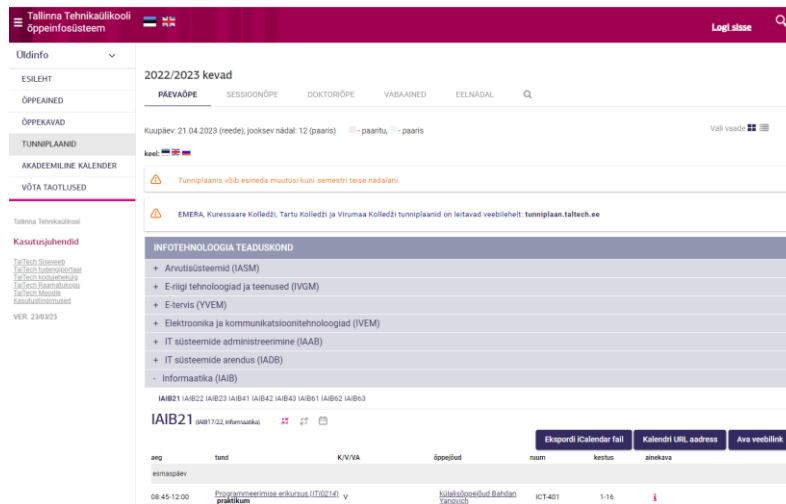 Tallinna Tehnikaülikooli
õppeinfosüsteem
Logi sisse
Üldinfo
ESILEHT
ÕPPEAINED
ÕPPEKAVAD
TUNNIPLAANID
AKADEEMILINE KALENDER
VÕTA TAOTLUSED
Tallinna Tehnikaülikool
Kasutusjuhendid
TalTech Siseveeb
TalTech tudengiportaal
TalTech kodulehekülg
TalTech Raamatukogu
TalTech Moodle
Kasutustingimused
VER. 23/03/23
2022/2023 kevad
PÄEVAÕPE SESSIOONÕPE DOKTORIÕPE VABAAINED EELNÄDAL
Kuupäev: 21.04.2023 (reede), jooksev nädal: 12 (paaris) - paaritu, - paaris
Vali vaade
keel:
Tunniplaanis võib esineda muutusi kuni semestri teise nädalani.
EMERA, Kuressaare Kolledži, Tartu Kolledži ja Virumaa Kolledži tunniplaanid on leitavad veebilehelt: tunniplaan.taltech.ee
INFOTEHNOLOOGIA TEADUSKOND
+ Arvutisüsteemid (IASM)
+ E-riigi tehnoloogiad ja teenused (IVGM)
+ E-tervis (YVEM)
+ Elektroonika ja kommunikatsioonitehnoloogiad (IVEM)
+ IT süsteemide administreerimine (IAAB)
+ IT süsteemide arendus (IADB)
- Informaatika (IAIB)
IAIB21 IAIB22 IAIB23 IAIB41 IAIB42 IAIB43 IAIB61 IAIB62 IAIB63
IAIB21 (IAIB17/22, Informaatika)
Ekspordi iCalendar fail Kalendri URL aadress Ava veebilink
aeg tund K/V/VA õppejõud ruum kestus ainekava
esmaspäev
08:45-12:00 Programmeerimise erikursus (ITI0214) V külalisõppejõud Bahdan ICT-401 1-16
praktikum Yanovich